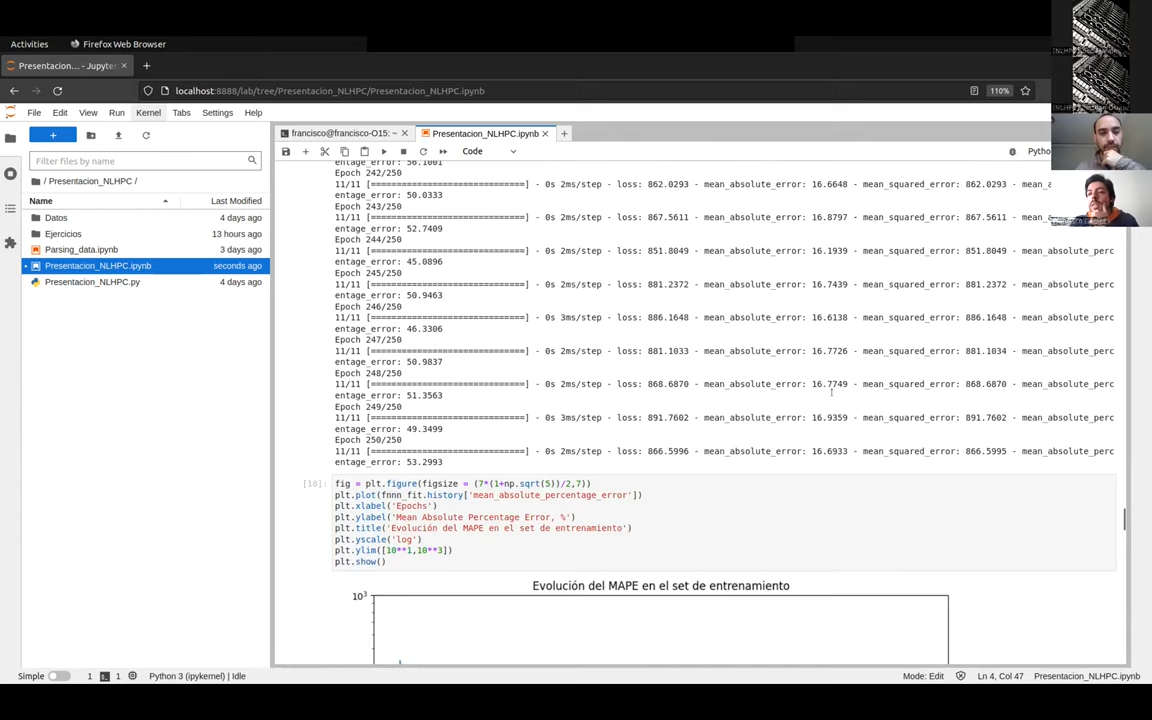 Activities
Firefox Web Browser
Presentacion_NLHPC... - Jupyter
localhost:8888/lab/tree/Presentacion_NLHPC/Presentacion_NLHPC.ipynb
110%
File Edit View Run Kernel Tabs Settings Help
francisco@francisco-O15: ~
Presentacion_NLHPC.ipynb
Filter files by name
Code
Python
/ Presentacion_NLHPC /
Name
Last Modified
Datos
4 days ago
Ejercicios
13 hours ago
Parsing_data.ipynb
3 days ago
Presentacion_NLHPC.ipynb
seconds ago
Presentacion_NLHPC.py
4 days ago
entage_error: 56.1001
Epoch 242/250
11/11 [==============================] - 0s 2ms/step - loss: 862.0293 - mean_absolute_error: 16.6648 - mean_squared_error: 862.0293 - mean_a
entage_error: 50.0333
Epoch 243/250
11/11 [==============================] - 0s 2ms/step - loss: 867.5611 - mean_absolute_error: 16.8797 - mean_squared_error: 867.5611 - mean_a
entage_error: 52.7409
Epoch 244/250
11/11 [==============================] - 0s 2ms/step - loss: 851.8049 - mean_absolute_error: 16.1939 - mean_squared_error: 851.8049 - mean_absolute_perc
entage_error: 45.0896
Epoch 245/250
11/11 [==============================] - 0s 2ms/step - loss: 881.2372 - mean_absolute_error: 16.7439 - mean_squared_error: 881.2372 - mean_absolute_perc
entage_error: 50.9463
Epoch 246/250
11/11 [==============================] - 0s 3ms/step - loss: 886.1648 - mean_absolute_error: 16.6138 - mean_squared_error: 886.1648 - mean_absolute_perc
entage_error: 46.3306
Epoch 247/250
11/11 [==============================] - 0s 2ms/step - loss: 881.1033 - mean_absolute_error: 16.7726 - mean_squared_error: 881.1034 - mean_absolute_perc
entage_error: 50.9837
Epoch 248/250
11/11 [==============================] - 0s 2ms/step - loss: 868.6870 - mean_absolute_error: 16.7749 - mean_squared_error: 868.6870 - mean_absolute_perc
entage_error: 51.3563
Epoch 249/250
11/11 [==============================] - 0s 3ms/step - loss: 891.7602 - mean_absolute_error: 16.9359 - mean_squared_error: 891.7602 - mean_absolute_perc
entage_error: 49.3499
Epoch 250/250
11/11 [==============================] - 0s 2ms/step - loss: 866.5996 - mean_absolute_error: 16.6933 - mean_squared_error: 866.5995 - mean_absolute_perc
entage_error: 53.2993
[18]: fig = plt.figure(figsize = (7*(1+np.sqrt(5))/2,7))
plt.plot(fnnn_fit.history['mean_absolute_percentage_error'])
plt.xlabel('Epochs')
plt.ylabel('Mean Absolute Percentage Error, %')
plt.title('Evolución del MAPE en el set de entrenamiento')
plt.yscale('log')
plt.ylim([10**1,10**3])
plt.show()
Evolución del MAPE en el set de entrenamiento
10³
Simple
1
1
Python 3 (ipykernel) | Idle
Mode: Edit
Ln 4, Col 47
Presentacion_NLHPC.ipynb